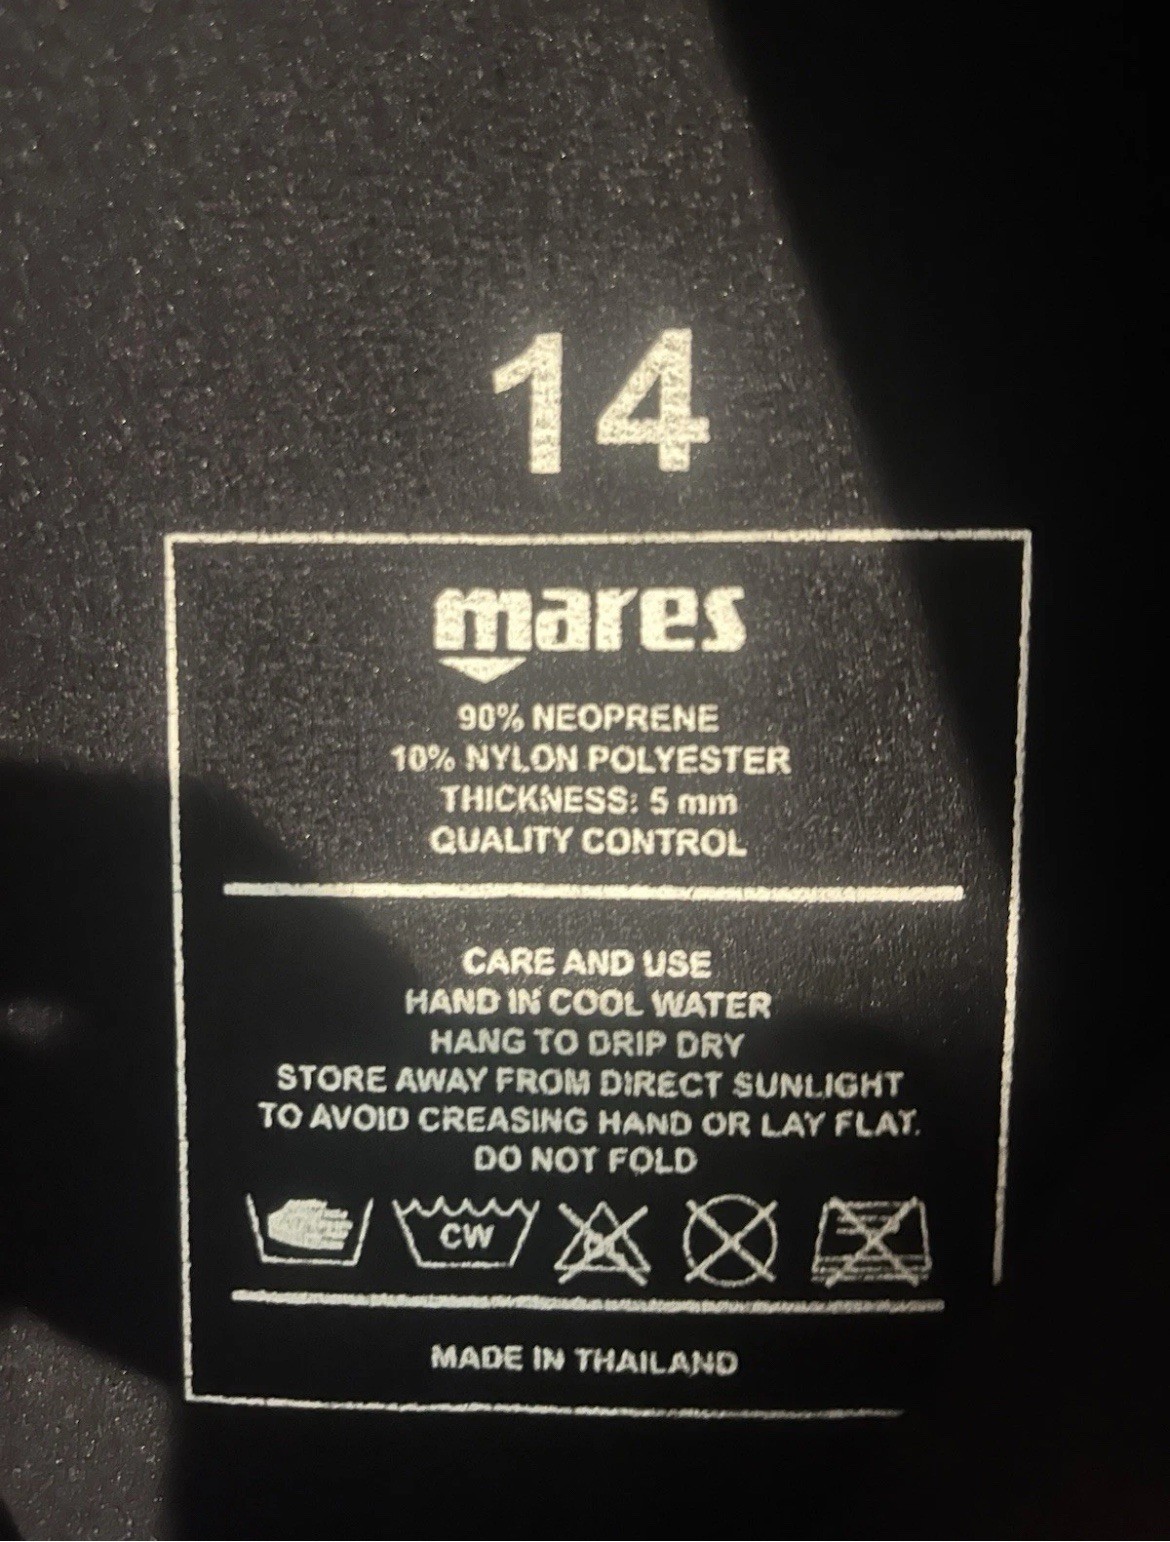 14
mares
90% NEOPRENE
10% NYLON POLYESTER
THICKNESS: 5 mm
QUALITY CONTROL
CARE AND USE
HAND IN COOL WATER
HANG TO DRIP DRY
STORE AWAY FROM DIRECT SUNLIGHT
TO AVOID CREASING HAND OR LAY FLAT.
DO NOT FOLD
CW
MADE IN THAILAND